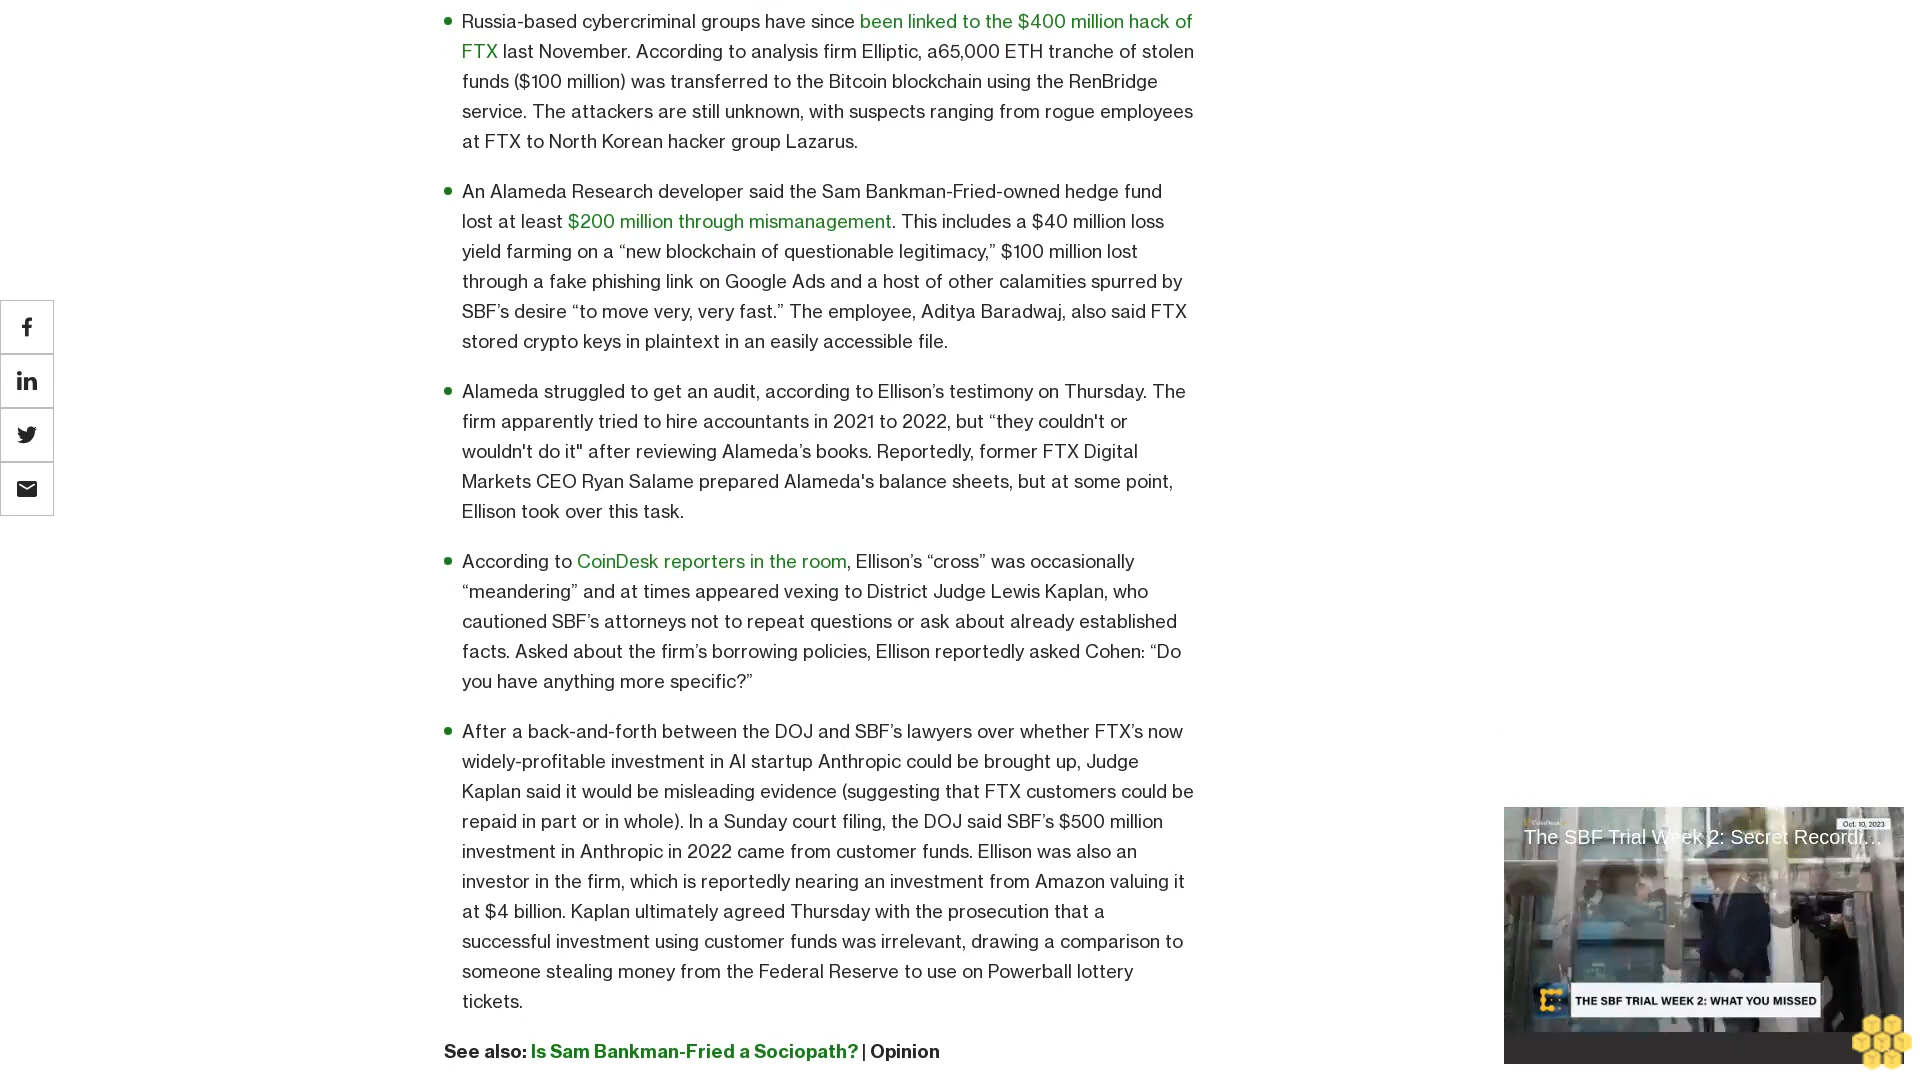 Russia-based cybercriminal groups have since been linked to the $400 million hack of
FTX last November. According to analysis firm Elliptic, a65,000 ETH tranche of stolen
funds ($100 million) was transferred to the Bitcoin blockchain using the RenBridge
service. The attackers are still unknown, with suspects ranging from rogue employees
at FTX to North Korean hacker group Lazarus.
An Alameda Research developer said the Sam Bankman-Fried-owned hedge fund
lost at least $200 million through mismanagement. This includes a $40 million loss
yield farming on a “new blockchain of questionable legitimacy,” $100 million lost
through a fake phishing link on Google Ads and a host of other calamities spurred by
SBF’s desire “to move very, very fast.” The employee, Aditya Baradwaj, also said FTX
stored crypto keys in plaintext in an easily accessible file.
Alameda struggled to get an audit, according to Ellison’s testimony on Thursday. The
firm apparently tried to hire accountants in 2021 to 2022, but “they couldn't or
wouldn't do it" after reviewing Alameda’s books. Reportedly, former FTX Digital
Markets CEO Ryan Salame prepared Alameda's balance sheets, but at some point,
Ellison took over this task.
According to CoinDesk reporters in the room, Ellison’s “cross” was occasionally
“meandering” and at times appeared vexing to District Judge Lewis Kaplan, who
cautioned SBF’s attorneys not to repeat questions or ask about already established
facts. Asked about the firm’s borrowing policies, Ellison reportedly asked Cohen: “Do
you have anything more specific?”
After a back-and-forth between the DOJ and SBF’s lawyers over whether FTX’s now
widely-profitable investment in AI startup Anthropic could be brought up, Judge
Kaplan said it would be misleading evidence (suggesting that FTX customers could be
repaid in part or in whole). In a Sunday court filing, the DOJ said SBF’s $500 million
investment in Anthropic in 2022 came from customer funds. Ellison was also an
investor in the firm, which is reportedly nearing an investment from Amazon valuing it
at $4 billion. Kaplan ultimately agreed Thursday with the prosecution that a
successful investment using customer funds was irrelevant, drawing a comparison to
someone stealing money from the Federal Reserve to use on Powerball lottery
tickets.
See also: Is Sam Bankman-Fried a Sociopath? | Opinion
CoinDesk
Oct. 10, 2023
The SBF Trial Week 2: Secret Recordi...
THE SBF TRIAL WEEK 2: WHAT YOU MISSED